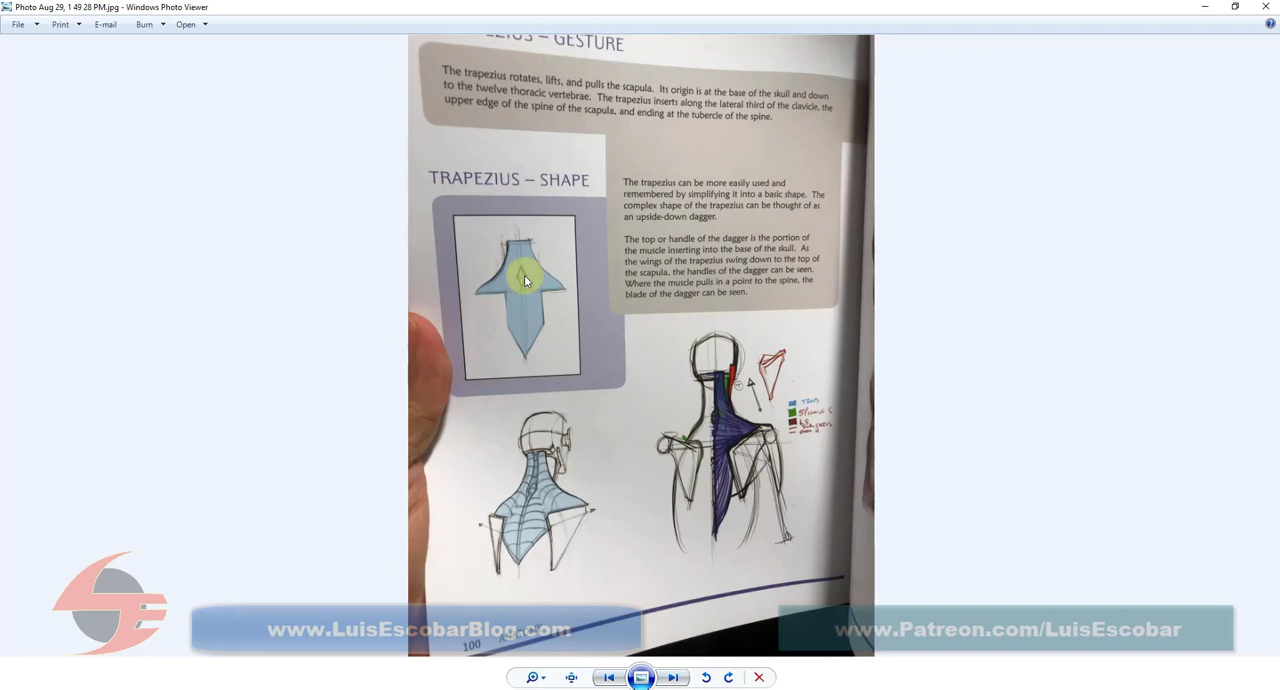 Photo Aug 29, 1 49 28 PM.jpg - Windows Photo Viewer
File Print E-mail Burn Open
GESTURE
The trapezius rotates, lifts, and pulls the scapula. Its origin is at the base of the skull and down
to the twelve thoracic vertebrae. The trapezius inserts along the lateral third of the clavicle, the
upper edge of the spine of the scapula, and ending at the tubercle of the spine.
TRAPEZIUS – SHAPE
The trapezius can be more easily used and
remembered by simplifying it into a basic shape. The
complex shape of the trapezius can be thought of as
an upside-down dagger.
The top or handle of the dagger is the portion of
the muscle inserting into the base of the skull. As
the wings of the trapezius swing down to the top of
the scapula, the handles of the dagger can be seen.
Where the muscle pulls in a point to the spine, the
blade of the dagger can be seen.
www.LuisEscobarBlog.com
www.Patreon.com/LuisEscobar
100